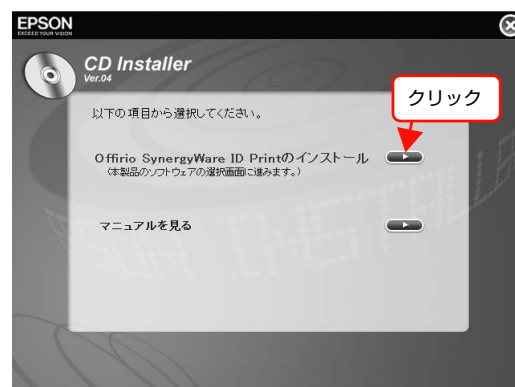 EPSON
EXCEED YOUR VISION
CD Installer
Ver.04
クリック
以下の項目から選択してください。
Offirio SynergyWare ID Printのインストール
(本製品のソフトウェアの選択画面に進みます。)
マニュアルを見る